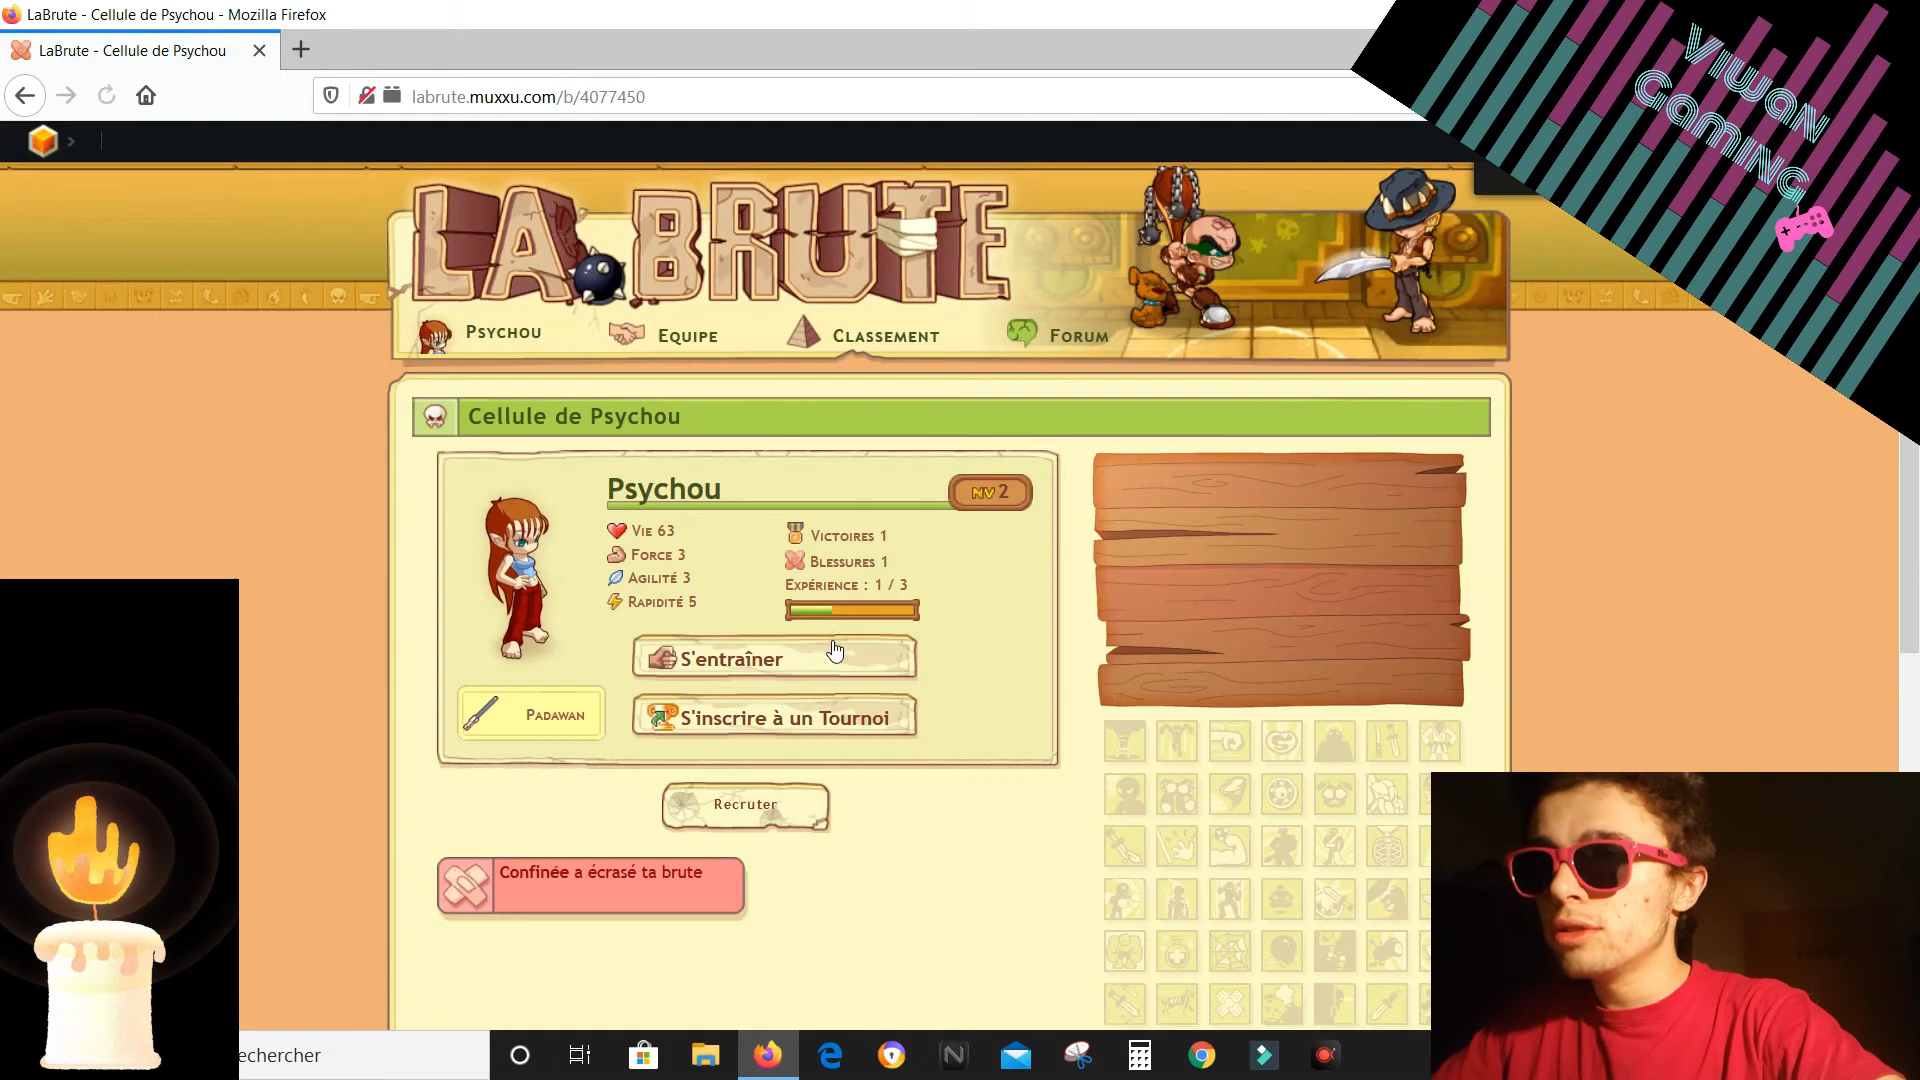 LaBrute - Cellule de Psychou - Mozilla Firefox
LaBrute - Cellule de Psychou
labrute.muxxu.com/b/4077450
VIWAN
GAMING
LA BRUTE
PSYCHOU
EQUIPE
CLASSEMENT
FORUM
Cellule de Psychou
Psychou
NV 2
VIE 63
FORCE 3
AGILITÉ 3
RAPIDITÉ 5
VICTOIRES 1
BLESSURES 1
EXPÉRIENCE : 1 / 3
S'entraîner
PADAWAN
S'inscrire à un Tournoi
Recruter
Confinée a écrasé ta brute
echercher